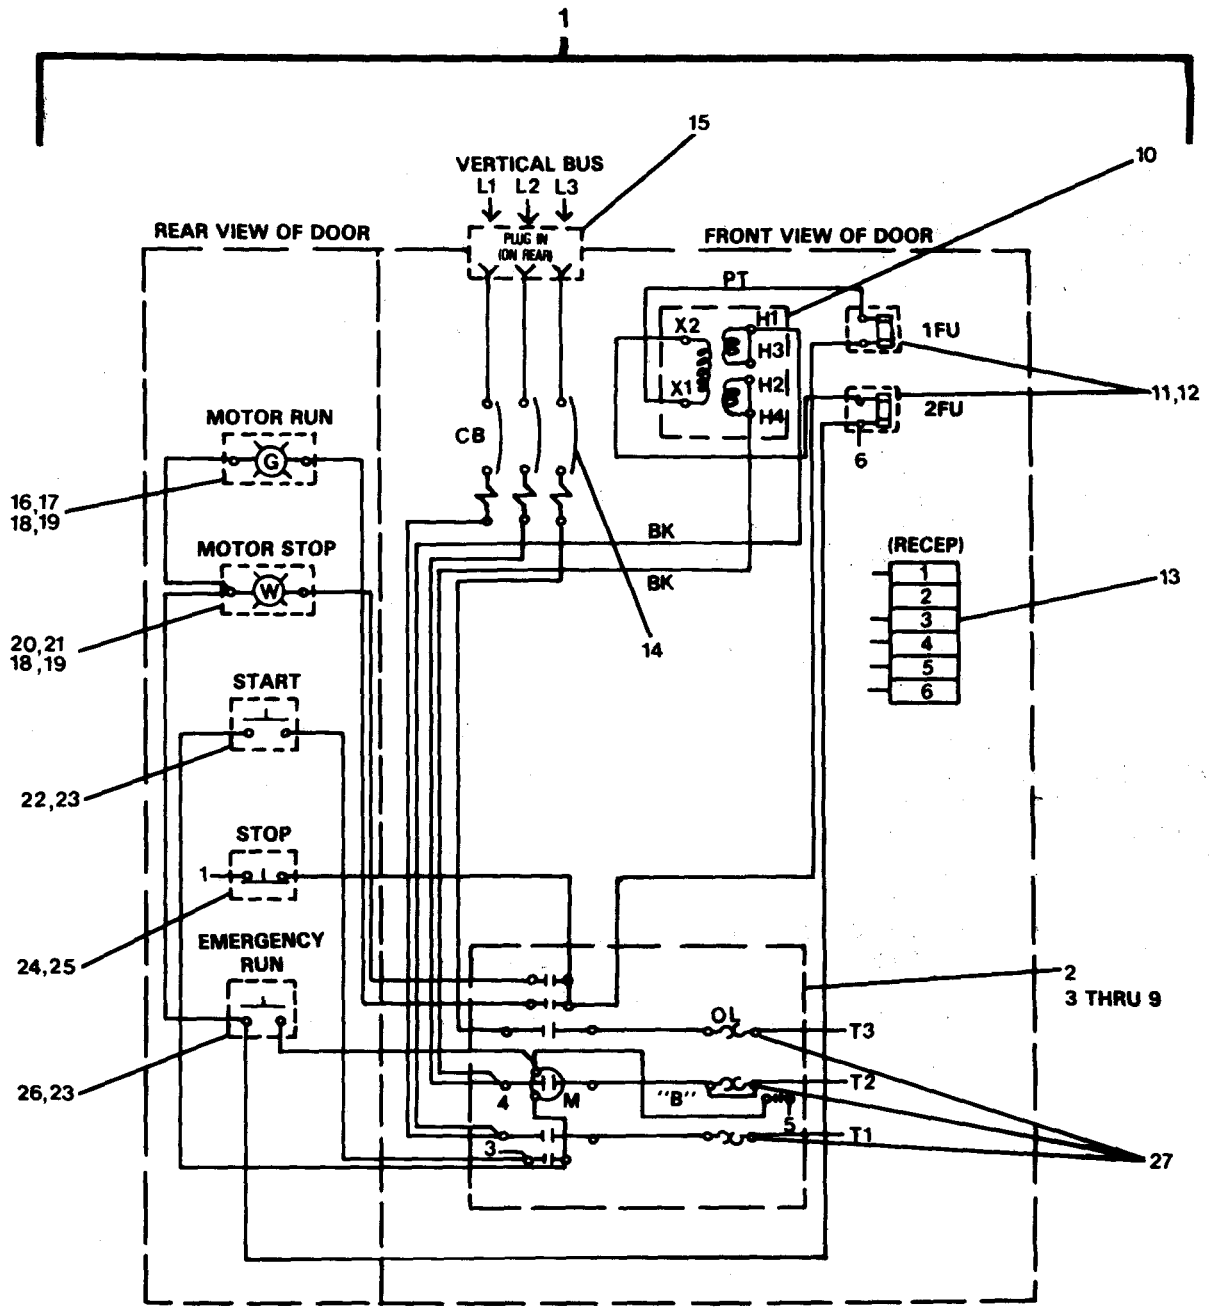 1
15
10
VERTICAL BUS
L1 L2 L3
REAR VIEW OF DOOR
PLUG IN
(ON REAR)
FRONT VIEW OF DOOR
PT
X2
H1
1FU
H3
X1
H2
11,12
H4
2FU
MOTOR RUN
CB
6
G
16,17
18,19
BK
(RECEP)
MOTOR STOP
1
13
BK
W
2
3
20,21
18,19
14
4
5
START
6
22,23
STOP
1
EMERGENCY
RUN
24,25
2
3 THRU 9
OL
T3
T2
26,23
4
M
"B"
5
T1
3
27